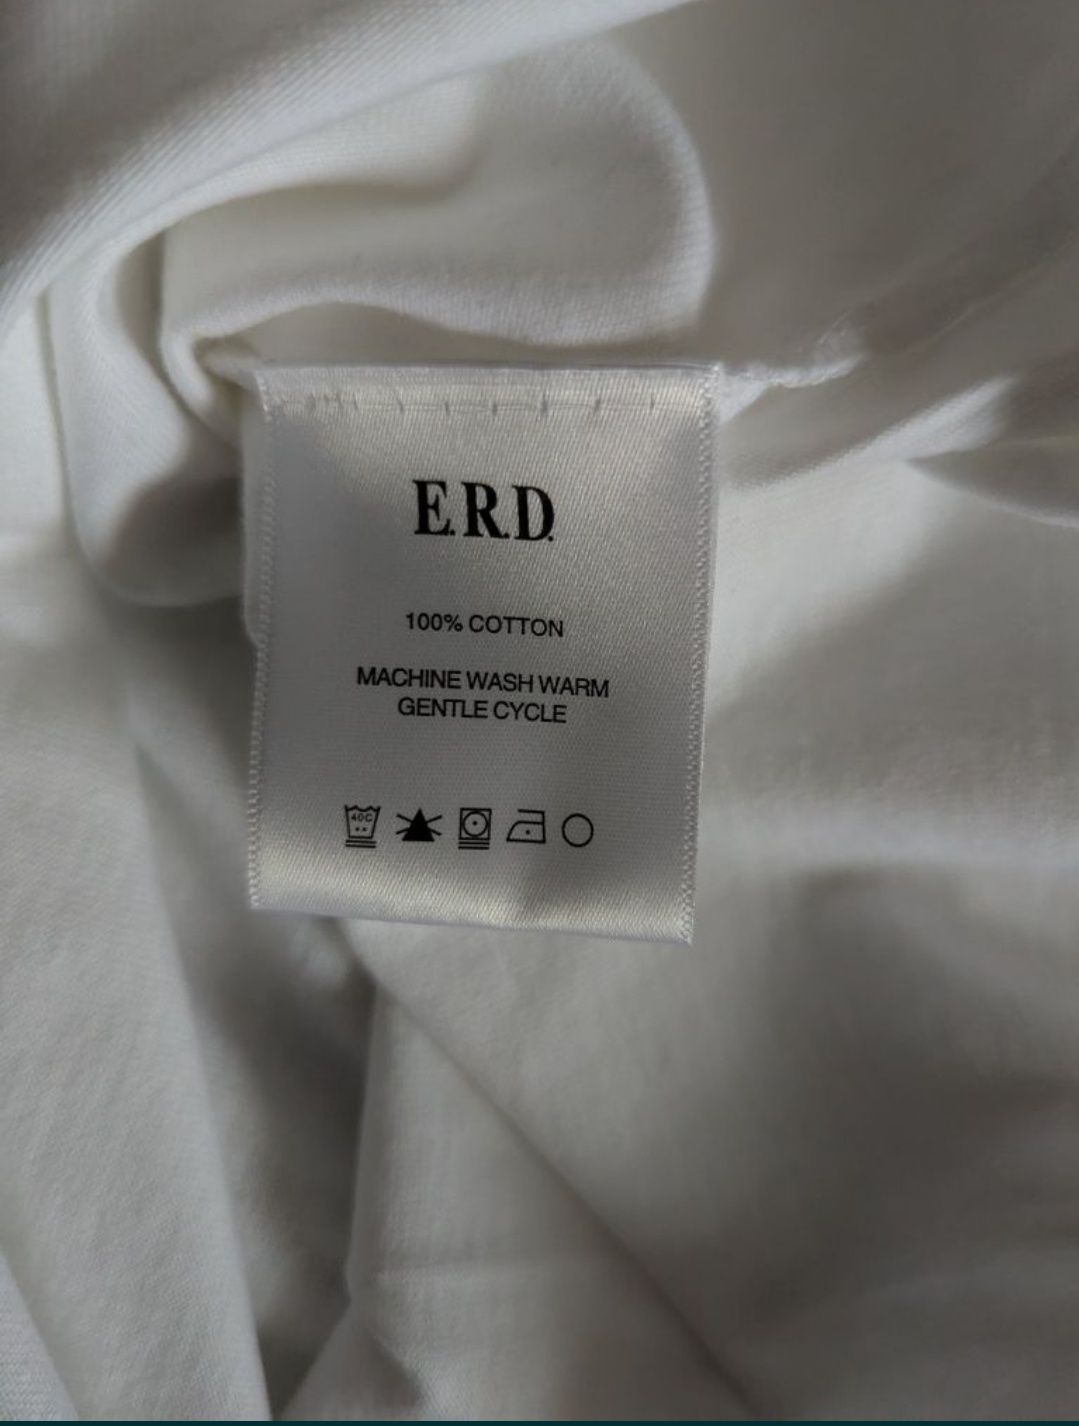 E.R.D.
100% COTTON
MACHINE WASH WARM
GENTLE CYCLE
40C